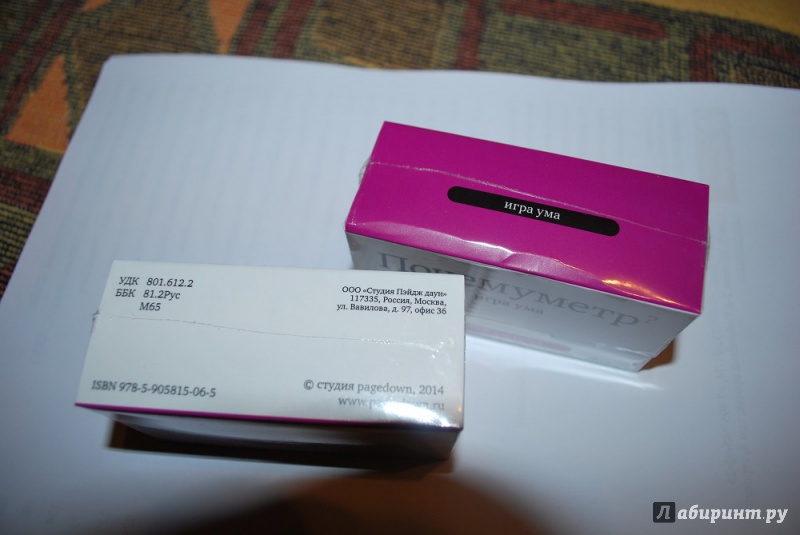 игра ума
Почемуметр?
игра ума
УДК 801.612.2
ББК 81.2Рус
М65
ООО «Студия Пэйдж даун»
117335, Россия, Москва,
ул. Вавилова, д. 97, офис 36
ISBN 978-5-905815-06-5
© студия pagedown, 2014
Лабиринт.ру